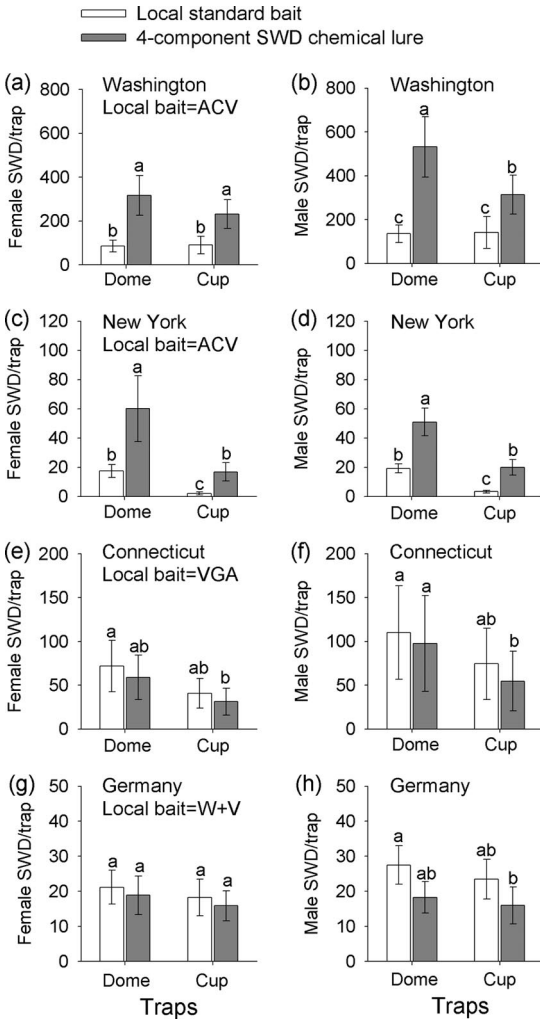 Local standard bait
4-component SWD chemical lure
(a) Washington
Local bait=ACV
Female SWD/trap
800
600
400
200
0
b
a
b
a
Dome
Cup
(b) Washington
Male SWD/trap
800
600
400
200
0
c
a
c
b
Dome
Cup
(c) New York
Local bait=ACV
Female SWD/trap
120
100
80
60
40
20
0
b
a
c
b
Dome
Cup
(d) New York
Male SWD/trap
120
100
80
60
40
20
0
b
a
c
b
Dome
Cup
(e) Connecticut
Local bait=VGA
Female SWD/trap
200
150
100
50
0
a
ab
ab
b
Dome
Cup
(f) Connecticut
Male SWD/trap
200
150
100
50
0
a
a
ab
b
Dome
Cup
(g) Germany
Local bait=W+V
Female SWD/trap
50
40
30
20
10
0
a
a
a
a
Dome
Cup
Traps
(h) Germany
Male SWD/trap
50
40
30
20
10
0
a
ab
ab
b
Dome
Cup
Traps